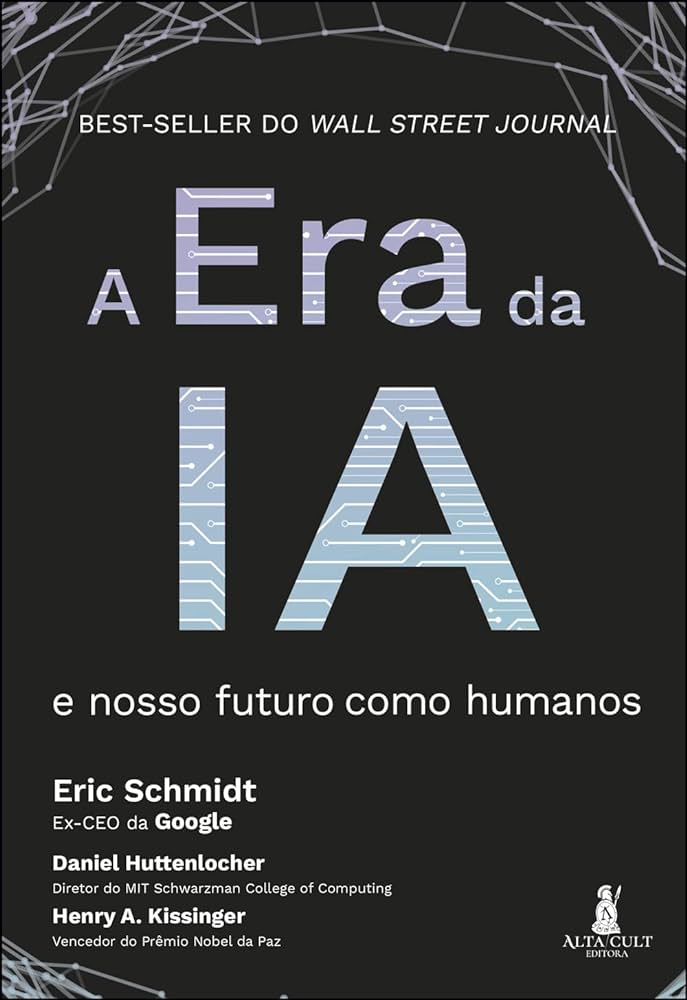 BEST-SELLER DO WALL STREET JOURNAL
A Era da
IA
e nosso futuro como humanos
Eric Schmidt
Ex-CEO da Google
Daniel Huttenlocher
Diretor do MIT Schwarzman College of Computing
Henry A. Kissinger
Vencedor do Prêmio Nobel da Paz
ALTA/CULT
EDITORA